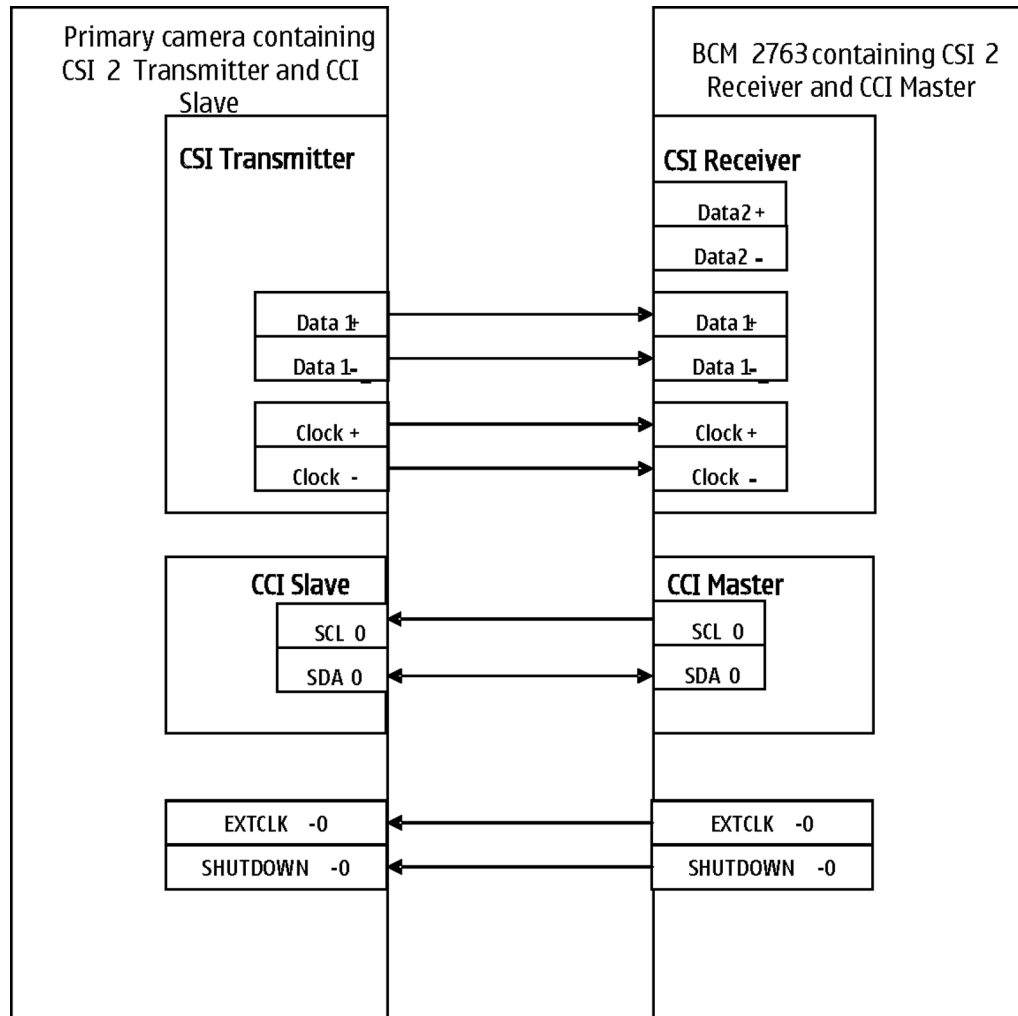 Primary camera containing
CSI 2 Transmitter and CCI
Slave
BCM 2763 containing CSI 2
Receiver and CCI Master
CSI Transmitter
Data 1+
Data 1-
Clock +
Clock -
CSI Receiver
Data2 +
Data2 -
Data 1+
Data 1-
Clock +
Clock -
CCI Slave
SCL 0
SDA 0
CCI Master
SCL 0
SDA 0
EXTCLK -0
SHUTDOWN -0
EXTCLK -0
SHUTDOWN -0